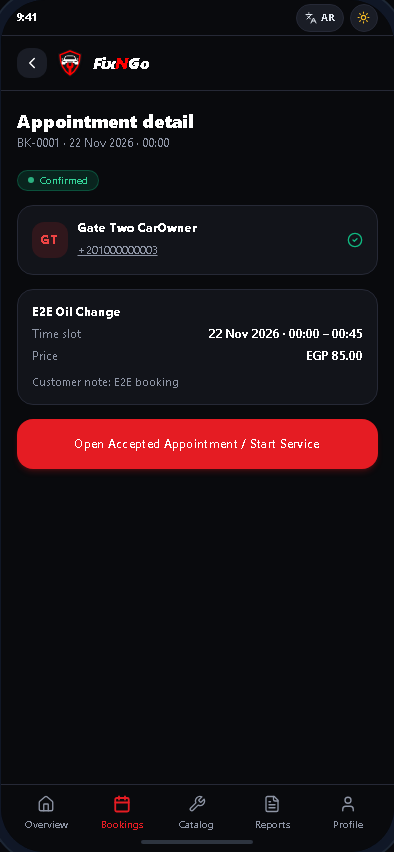 9:41
AR
FixNGo
Appointment detail
BK-0001 · 22 Nov 2026 · 00:00
Confirmed
GT
Gate Two CarOwner
+201000000003
E2E Oil Change
Time slot 22 Nov 2026 · 00:00 – 00:45
Price EGP 85.00
Customer note: E2E booking
Open Accepted Appointment / Start Service
Overview Bookings Catalog Reports Profile